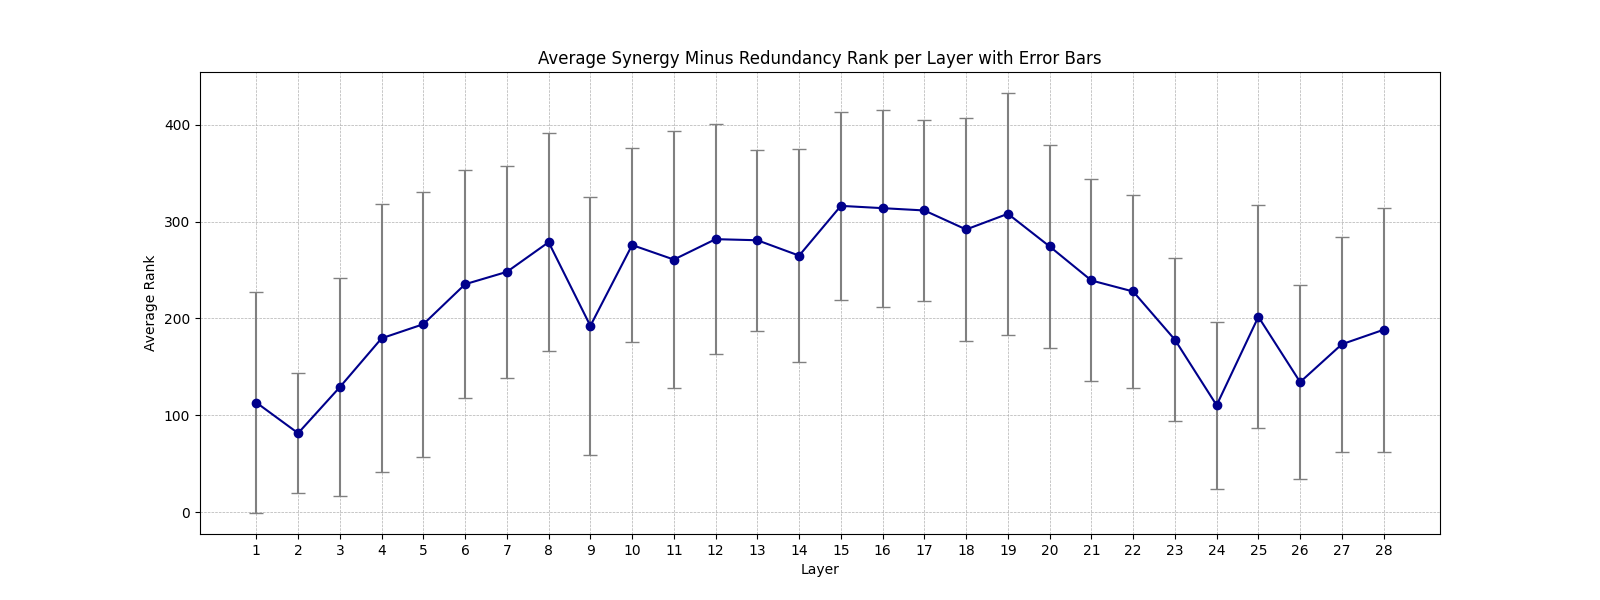 Average Synergy Minus Redundancy Rank per Layer with Error Bars
Average Rank
400
300
200
100
0
1 2 3 4 5 6 7 8 9 10 11 12 13 14 15 16 17 18 19 20 21 22 23 24 25 26 27 28
Layer